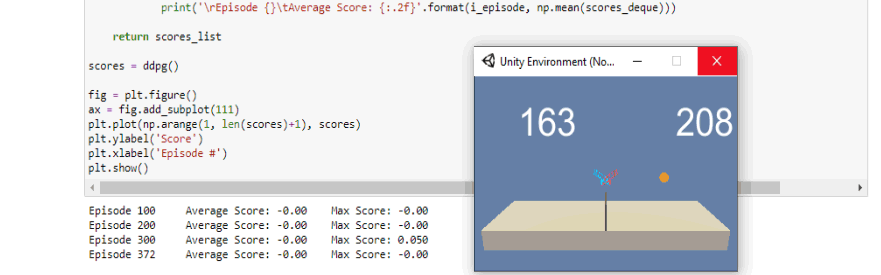 print('\rEpisode {}\tAverage Score: {:.2f}'.format(i_episode, np.mean(scores_deque)))
return scores_list
scores = ddpg()
fig = plt.figure()
ax = fig.add_subplot(111)
plt.plot(np.arange(1, len(scores)+1), scores)
plt.ylabel('Score')
plt.xlabel('Episode #')
plt.show()
Episode 100 Average Score: -0.00 Max Score: -0.00
Episode 200 Average Score: -0.00 Max Score: -0.00
Episode 300 Average Score: -0.00 Max Score: 0.050
Episode 372 Average Score: -0.00 Max Score: -0.00
Unity Environment (No...
163 208